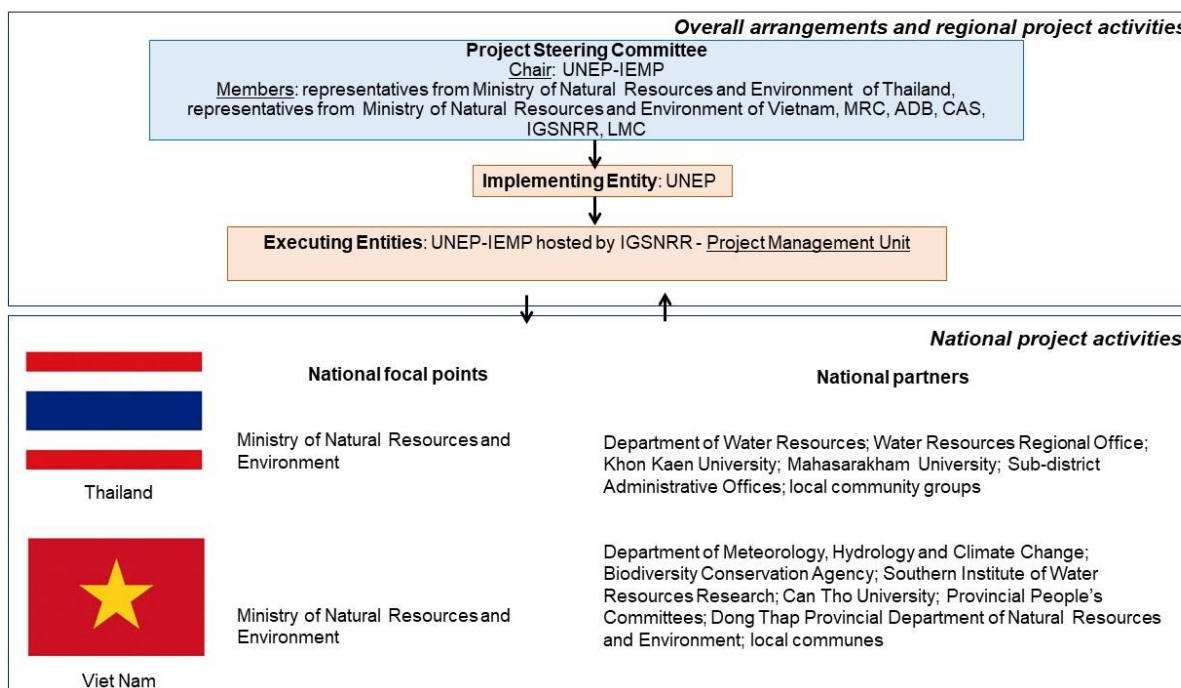 Overall arrangements and regional project activities
Project Steering Committee
Chair: UNEP-IEMP
Members: representatives from Ministry of Natural Resources and Environment of Thailand,
representatives from Ministry of Natural Resources and Environment of Vietnam, MRC, ADB, CAS,
IGSNRR, LMC
Implementing Entity: UNEP
Executing Entities: UNEP-IEMP hosted by IGSNRR - Project Management Unit
National project activities
National focal points
National partners
Ministry of Natural Resources and
Environment
Department of Water Resources; Water Resources Regional Office;
Khon Kaen University; Mahasarakham University; Sub-district
Administrative Offices; local community groups
Thailand
Ministry of Natural Resources and
Environment
Department of Meteorology, Hydrology and Climate Change;
Biodiversity Conservation Agency; Southern Institute of Water
Resources Research; Can Tho University; Provincial People’s
Committees; Dong Thap Provincial Department of Natural Resources
and Environment; local communes
Viet Nam